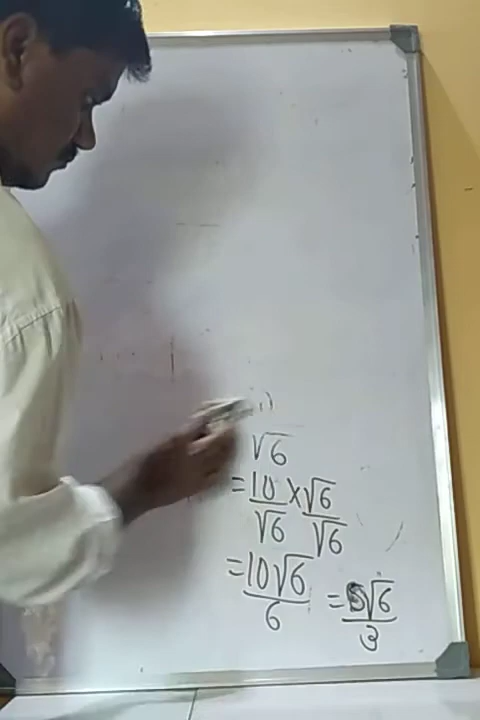 √6
= 10/√6 × √6/√6
= 10√6/6 = 5√6/3